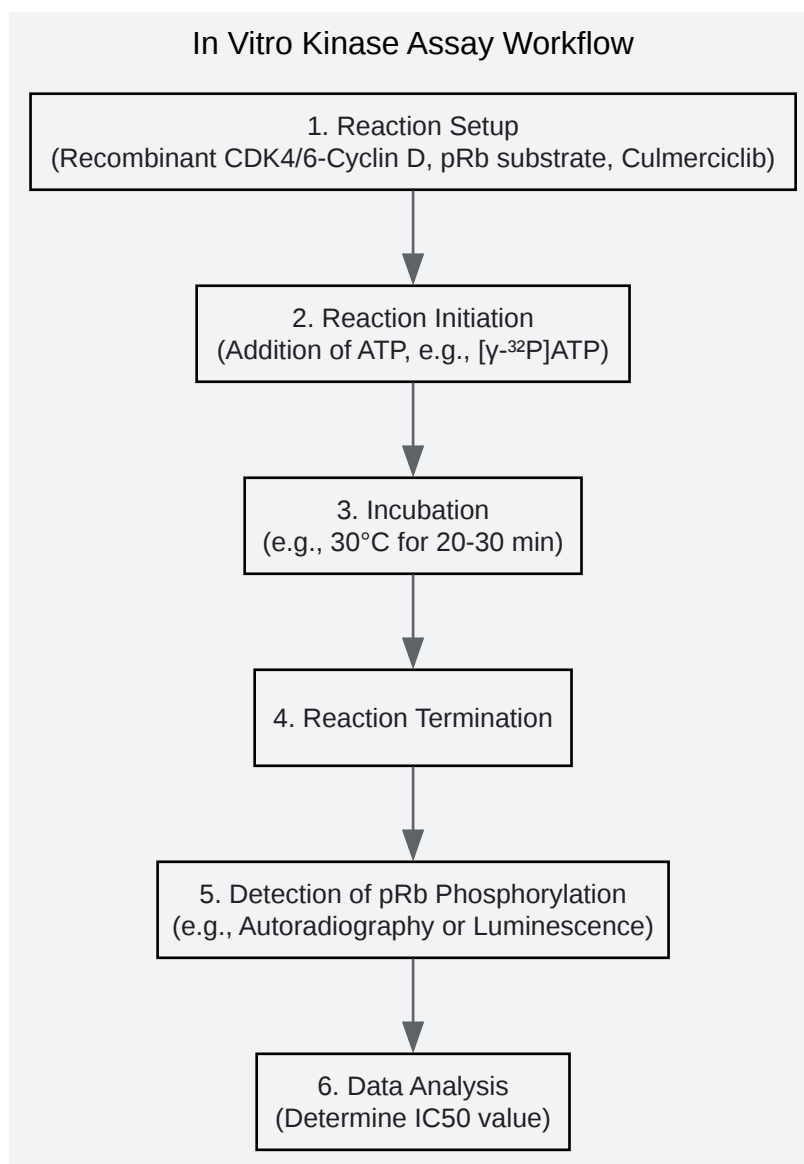 In Vitro Kinase Assay Workflow
1. Reaction Setup
(Recombinant CDK4/6-Cyclin D, pRb substrate, Culmerciclib)
2. Reaction Initiation
(Addition of ATP, e.g., [γ-³²P]ATP)
3. Incubation
(e.g., 30°C for 20-30 min)
4. Reaction Termination
5. Detection of pRb Phosphorylation
(e.g., Autoradiography or Luminescence)
6. Data Analysis
(Determine IC50 value)